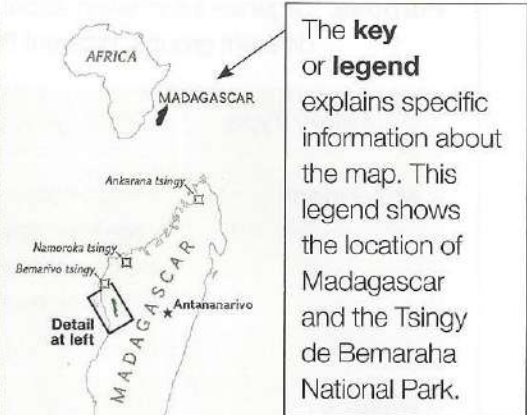 AFRICA
MADAGASCAR
Ankarana tsingy
Namoroka tsingy
Bemarivo tsingy
Antananarivo
Detail
at left
MADAGASCAR
The key
or legend
explains specific
information about
the map. This
legend shows
the location of
Madagascar
and the Tsingy
de Bemaraha
National Park.